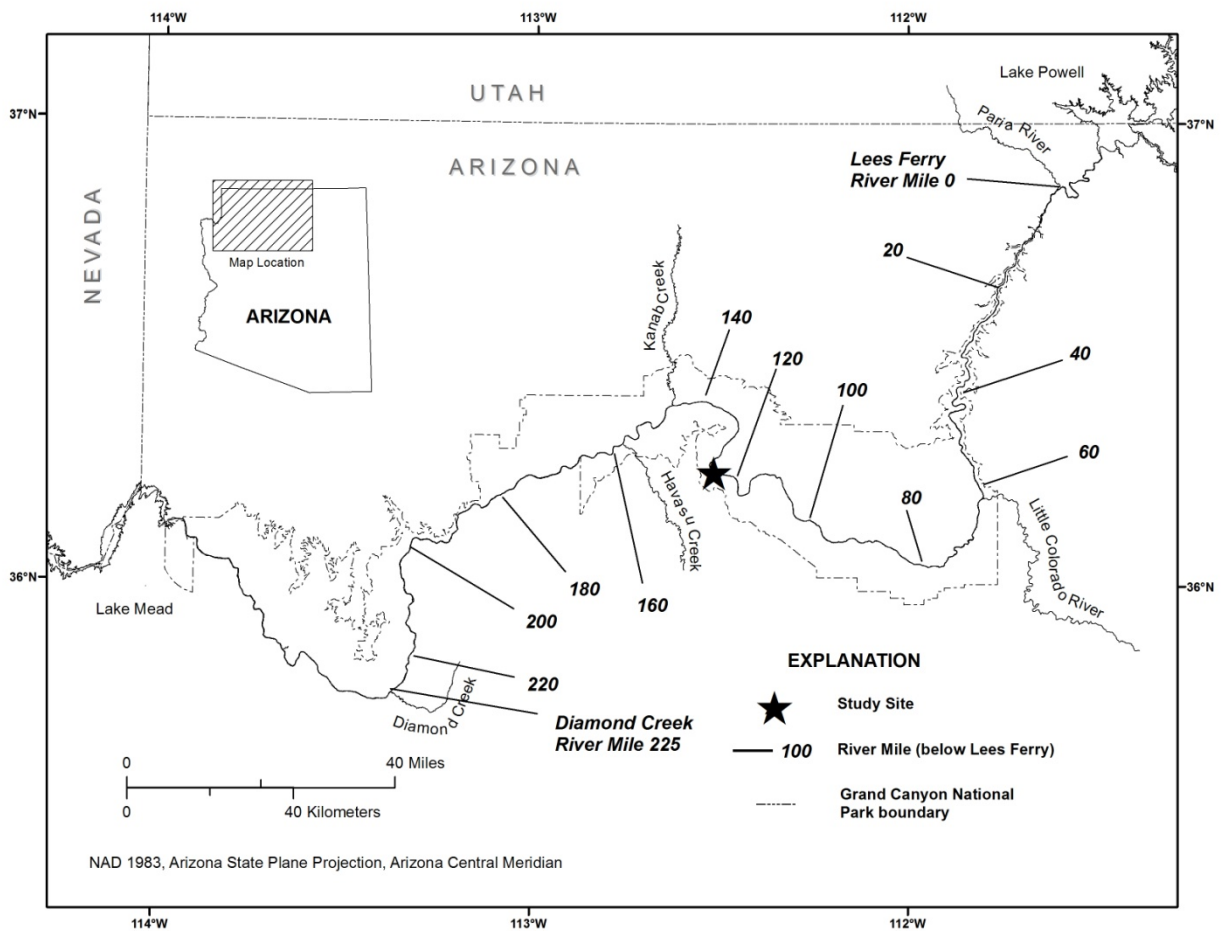 114°W
113°W
112°W
Lake Powell
UTAH
37°N
37°N
Paria River
ARIZONA
Lees Ferry
River Mile 0
NEVADA
20
Map Location
ARIZONA
Kanab Creek
140
120
100
40
60
80
Havasu Creek
Little Colorado River
180
160
36°N
36°N
Lake Mead
200
220
Diamond Creek
Diamond Creek
River Mile 225
EXPLANATION
Study Site
100 River Mile (below Lees Ferry)
Grand Canyon National
Park boundary
0 40 Miles
0 40 Kilometers
NAD 1983, Arizona State Plane Projection, Arizona Central Meridian
114°W
113°W
112°W